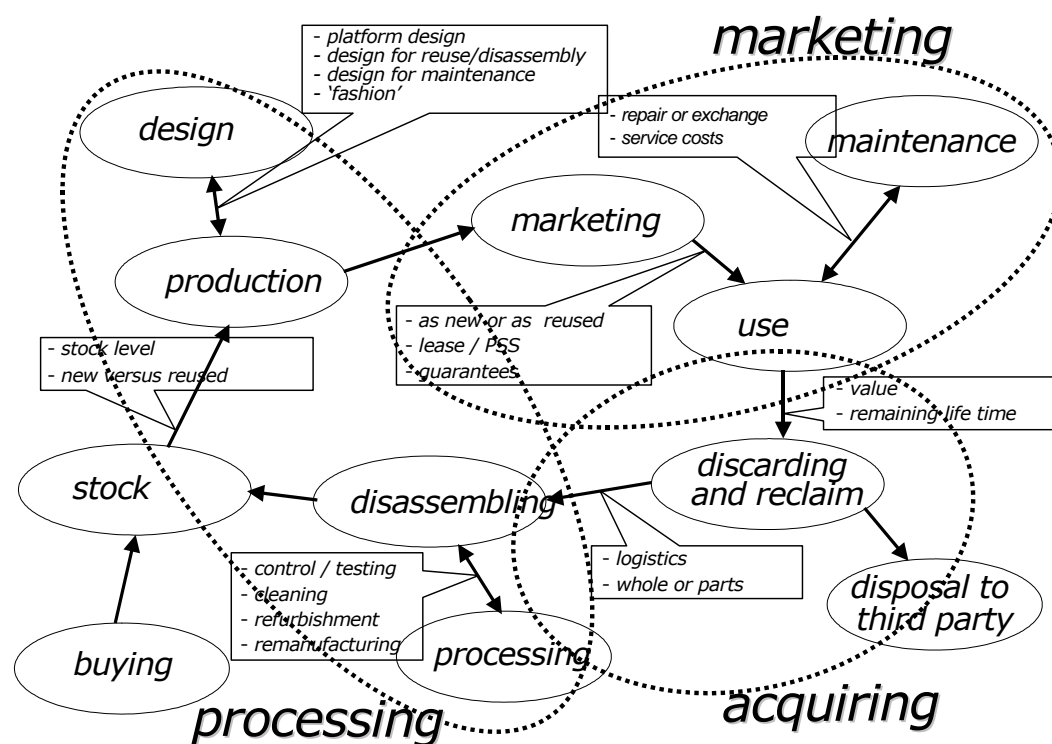 marketing
- platform design
- design for reuse/disassembly
- design for maintenance
- ‘fashion’
design
- repair or exchange
- service costs
maintenance
marketing
production
- as new or as reused
- lease / PSS
- guarantees
use
- stock level
- new versus reused
- value
- remaining life time
stock
disassembling
discarding
and reclaim
- logistics
- whole or parts
- control / testing
- cleaning
- refurbishment
- remanufacturing
disposal to
third party
buying
processing
processing
acquiring